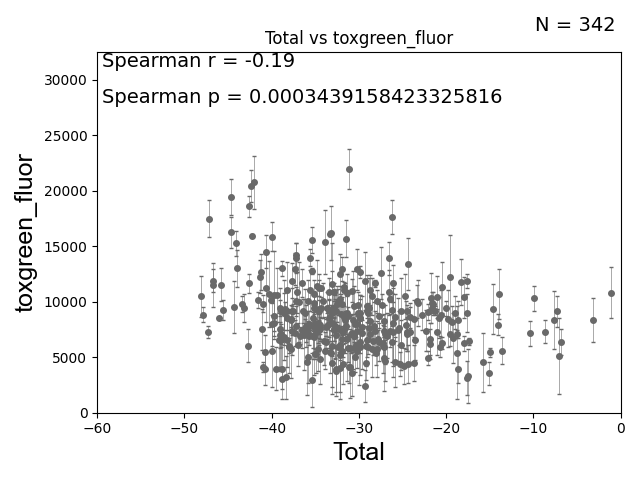 N = 342
Total vs toxgreen_fluor
Spearman r = -0.19
Spearman p = 0.0003439158423325816
30000
25000
20000
15000
10000
5000
0
toxgreen_fluor
−60 −50 −40 −30 −20 −10 0
Total